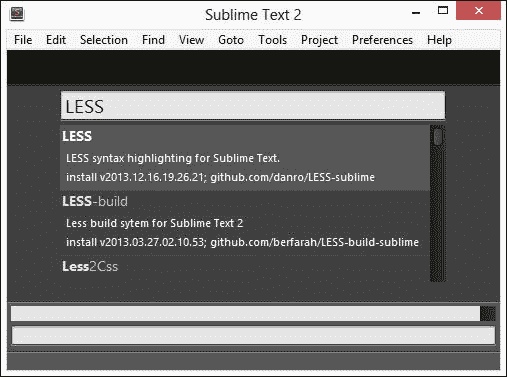 Sublime Text 2
File Edit Selection Find View Goto Tools Project Preferences Help
LESS
LESS
LESS syntax highlighting for Sublime Text.
install v2013.12.16.19.26.21; github.com/danro/LESS-sublime
LESS-build
Less build sytem for Sublime Text 2
install v2013.03.27.02.10.53; github.com/berfarah/LESS-build-sublime
Less2Css